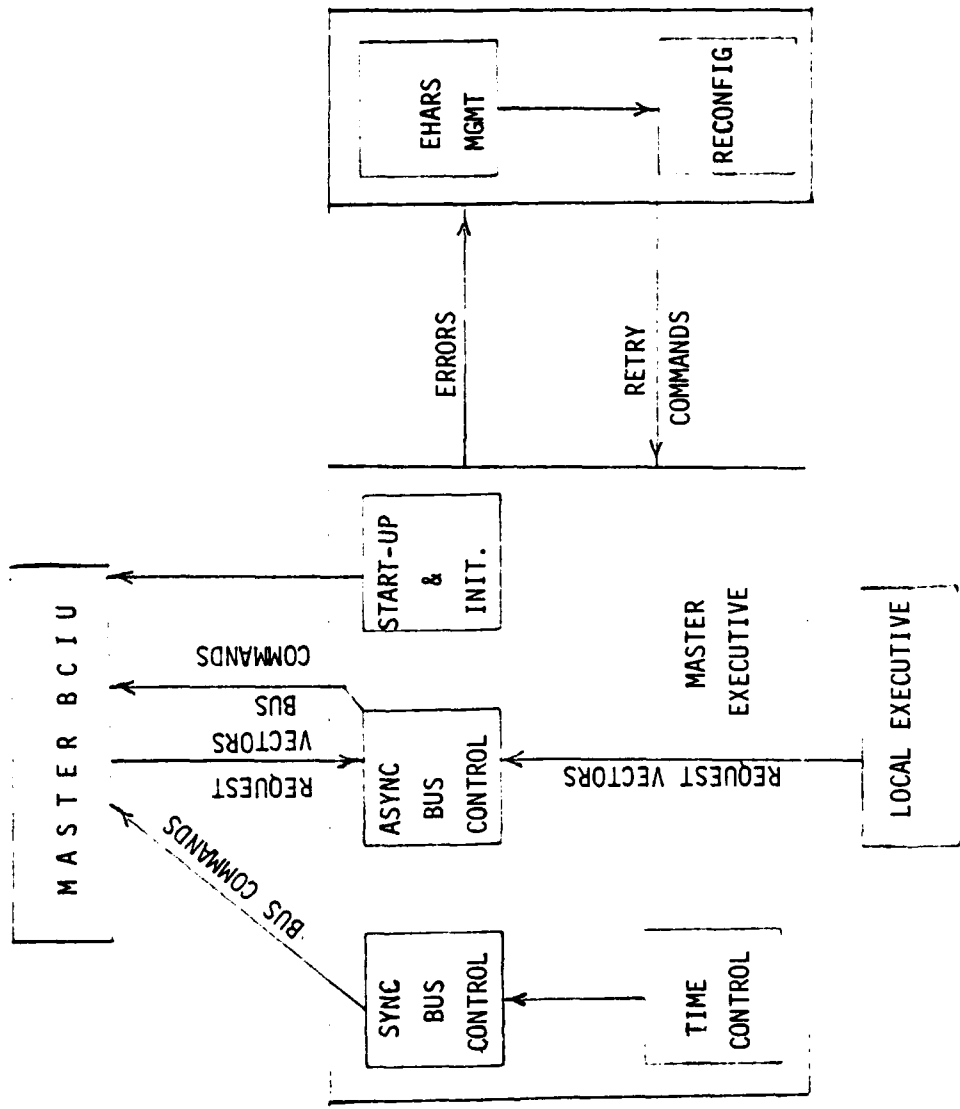 MASTER BCIU
BUS COMMANDS
REQUEST
VECTORS
BUS
COMMANDS
SYNC
BUS
CONTROL
ASYNC
BUS
CONTROL
START-UP
&
INIT.
ERRORS
EHARS
MGMT
TIME
CONTROL
REQUEST VECTORS
MASTER
EXECUTIVE
RETRY
COMMANDS
RECONFIG
LOCAL EXECUTIVE